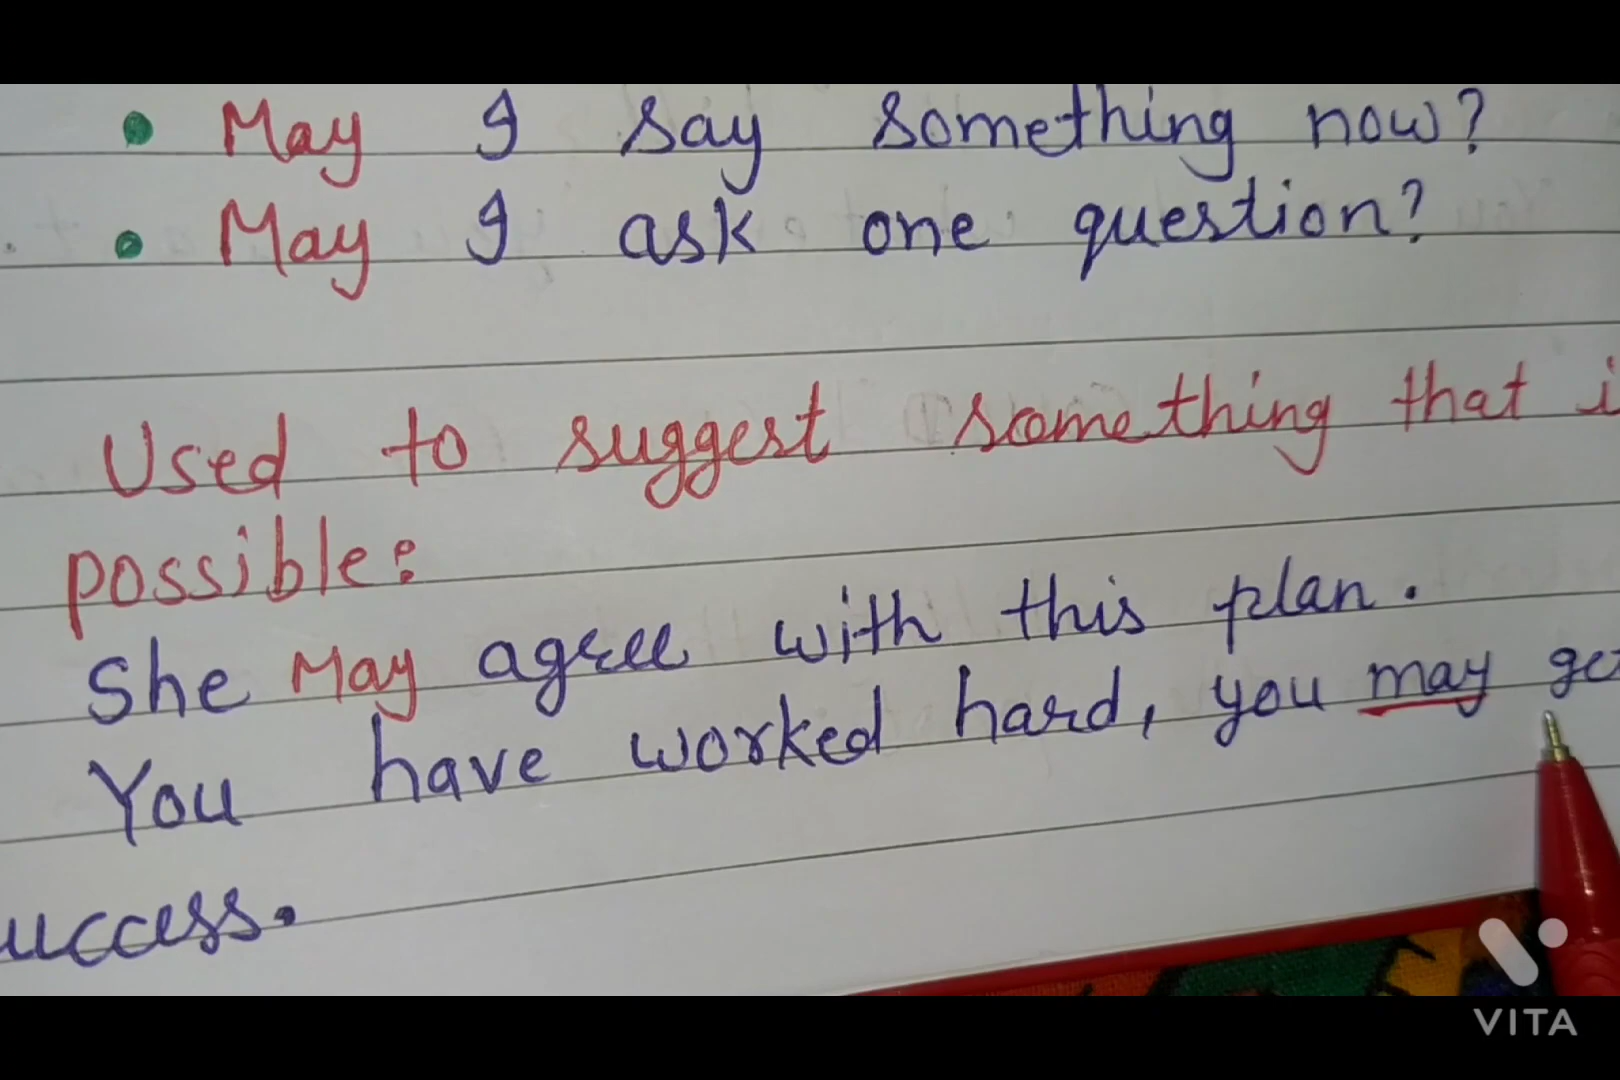 • May I say something now?
• May I ask one question?
Used to suggest something that i
possible:
She May agree with this plan.
You have worked hard, you may get
uccess.
VITA